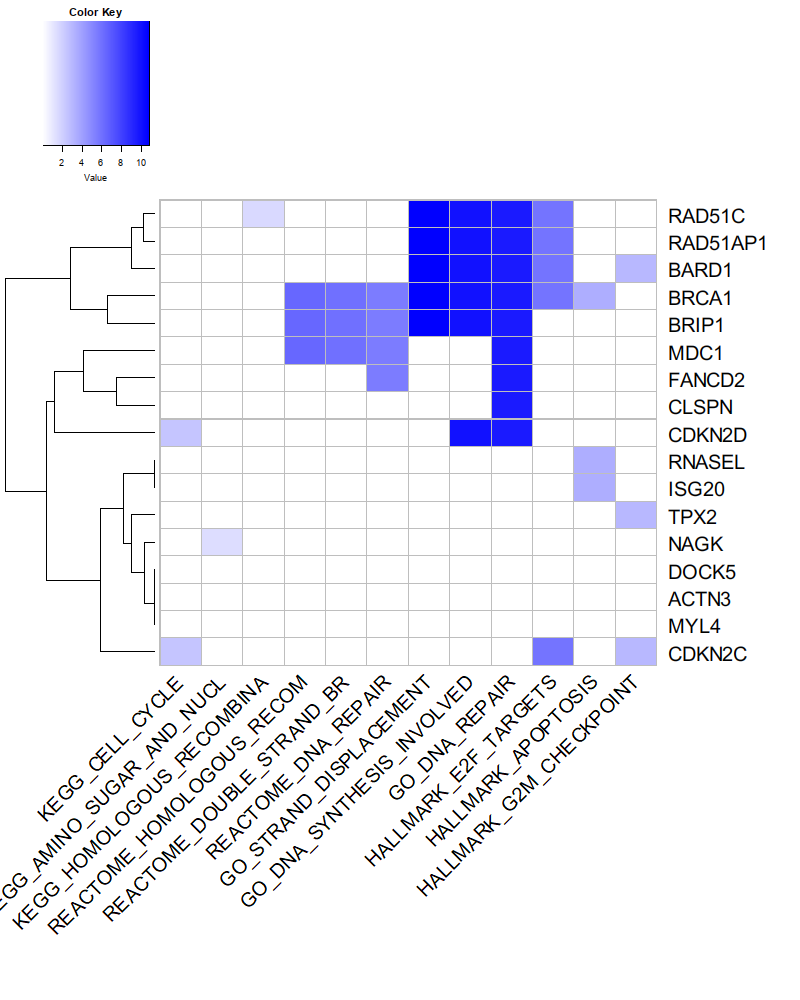 Color Key
2 4 6 8 10
Value
RAD51C
RAD51AP1
BARD1
BRCA1
BRIP1
MDC1
FANCD2
CLSPN
CDKN2D
RNASEL
ISG20
TPX2
NAGK
DOCK5
ACTN3
MYL4
CDKN2C
KEGG_CELL_CYCLE
EGG_AMINO_SUGAR_AND_NUCL
KEGG_HOMOLOGOUS_RECOMBINA
REACTOME_HOMOLOGOUS_RECOM
REACTOME_DOUBLE_STRAND_BR
REACTOME_DNA_REPAIR
GO_STRAND_DISPLACEMENT
GO_DNA_SYNTHESIS_INVOLVED
GO_DNA_REPAIR
HALLMARK_E2F_TARGETS
HALLMARK_APOPTOSIS
HALLMARK_G2M_CHECKPOINT